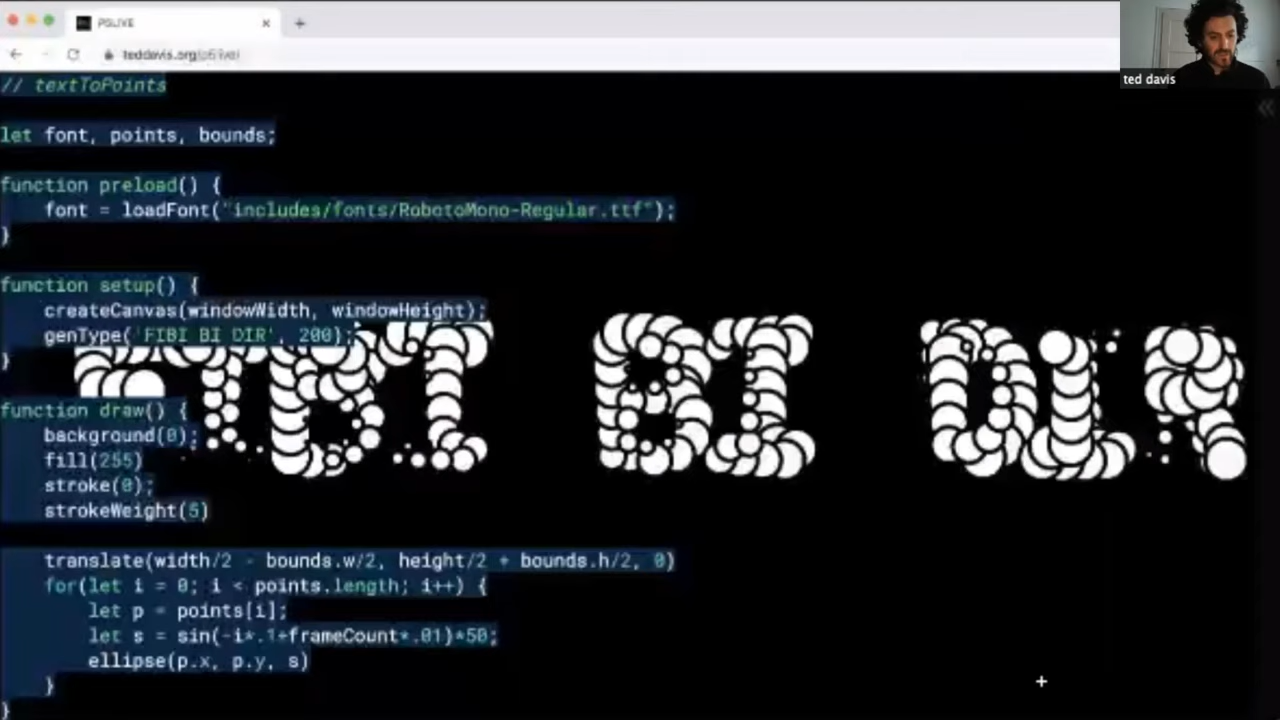 P5LIVE
teddavis.org/p5live/
ted davis
// textToPoints
let font, points, bounds;
function preload() {
font = loadFont("includes/fonts/RobotoMono-Regular.ttf");
}
function setup() {
createCanvas(windowWidth, windowHeight);
genType('FIBI BI DIR', 200);
}
function draw() {
background(0);
fill(255)
stroke(0);
strokeWeight(5)
translate(width/2 - bounds.w/2, height/2 + bounds.h/2, 0)
for(let i = 0; i < points.length; i++) {
let p = points[i];
let s = sin(-i*.1+frameCount*.01)*50;
ellipse(p.x, p.y, s)
}
}
FIBI BI DIR